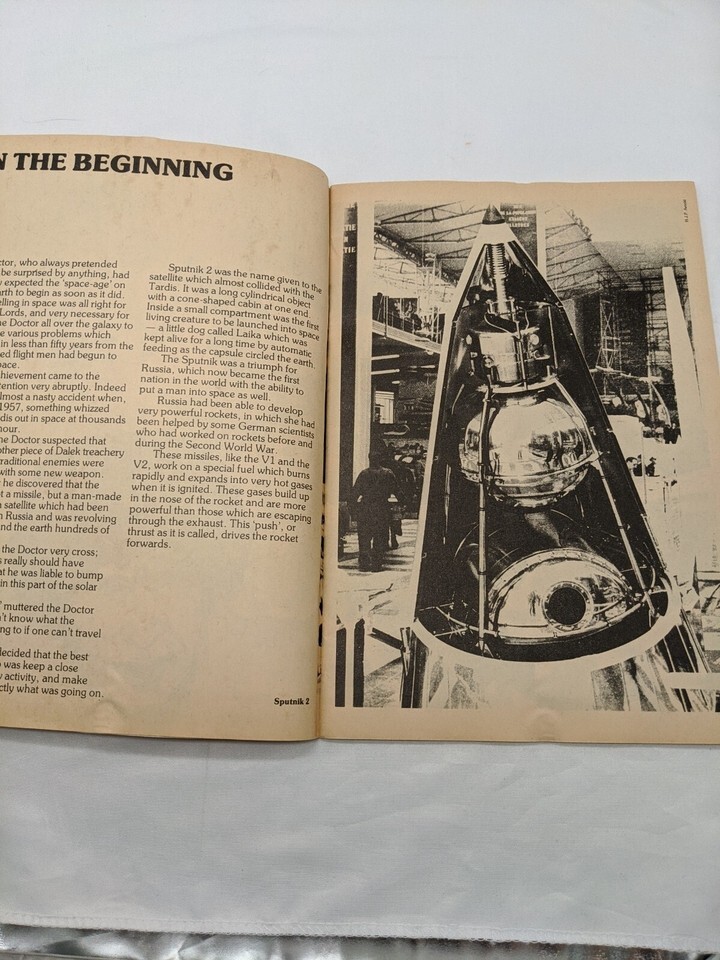 N THE BEGINNING
ctor, who always pretended
be surprised by anything, had
expected the 'space-age' on
rth to begin as soon as it did.
elling in space was all right for
Lords, and very necessary for
he Doctor all over the galaxy to
e various problems which
in less than fifty years from the
ed flight men had begun to
pace.
hievement came to the
tention very abruptly. Indeed
lmost a nasty accident when,
1957, something whizzed
dis out in space at thousands
hour.
he Doctor suspected that
other piece of Dalek treachery
traditional enemies were
with some new weapon.
he discovered that the
t a missile, but a man-made
satellite which had been
n Russia and was revolving
nd the earth hundreds of
the Doctor very cross;
s really should have
at he was liable to bump
in this part of the solar
' muttered the Doctor
't know what the
ng to if one can't travel
decided that the best
was keep a close
activity, and make
ctly what was going on.
Sputnik 2 was the name given to the
satellite which almost collided with the
Tardis. It was a long cylindrical object
with a cone-shaped cabin at one end.
Inside a small compartment was the first
living creature to be launched into space
— a little dog called Laika which was
kept alive for a long time by automatic
feeding as the capsule circled the earth.
The Sputnik was a triumph for
Russia, which now became the first
nation in the world with the ability to
put a man into space as well.
Russia had been able to develop
very powerful rockets, in which she had
been helped by some German scientists
who had worked on rockets before and
during the Second World War.
These missiles, like the V1 and the
V2, work on a special fuel which burns
rapidly and expands into very hot gases
when it is ignited. These gases build up
in the nose of the rocket and are more
powerful than those which are escaping
through the exhaust. This 'push', or
thrust as it is called, drives the rocket
forwards.
Sputnik 2